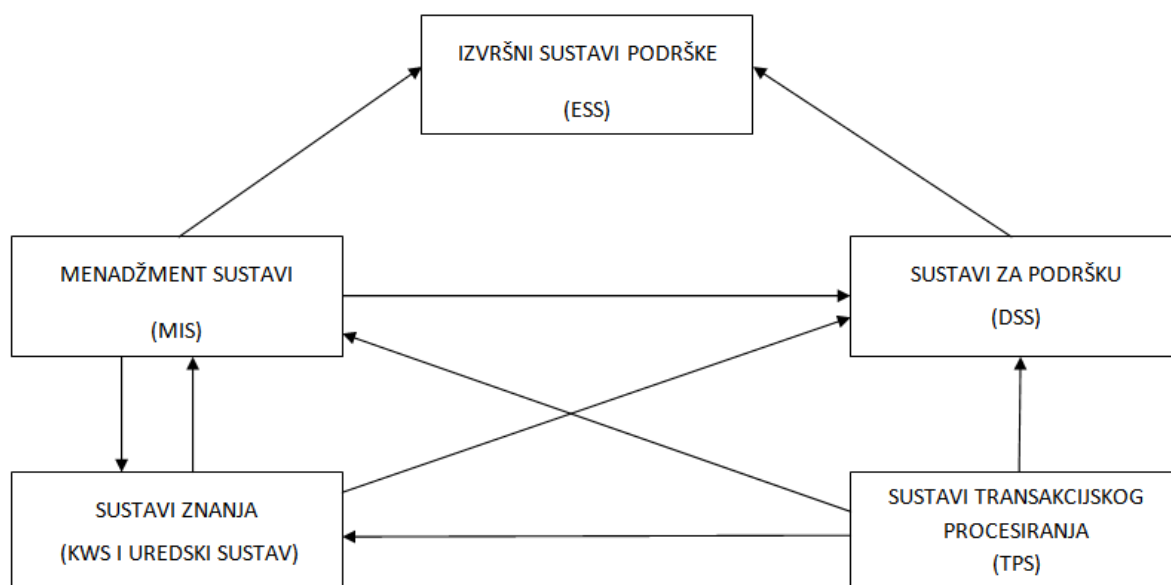 IZVRŠNI SUSTAVI PODRŠKE
(ESS)
MENADŽMENT SUSTAVI
(MIS)
SUSTAVI ZA PODRŠKU
(DSS)
SUSTAVI ZNANJA
(KWS I UREDSKI SUSTAV)
SUSTAVI TRANSAKCIJSKOG
PROCESIRANJA
(TPS)